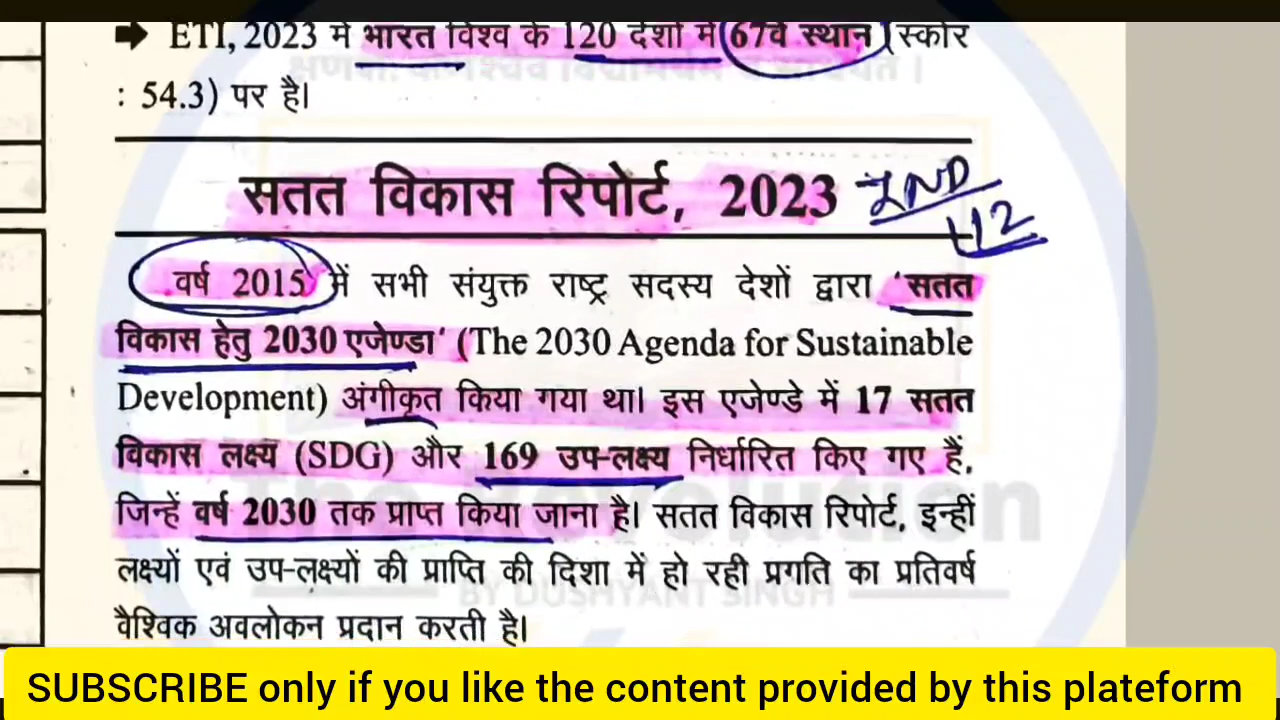 ➡ ETI, 2023 में भारत विश्व के 120 देशों में 67वें स्थान (स्कोर
: 54.3) पर है।
सतत विकास रिपोर्ट, 2023 IND
112
वर्ष 2015 में सभी संयुक्त राष्ट्र सदस्य देशों द्वारा 'सतत
विकास हेतु 2030 एजेण्डा' (The 2030 Agenda for Sustainable
Development) अंगीकृत किया गया था। इस एजेण्डे में 17 सतत
विकास लक्ष्य (SDG) और 169 उप-लक्ष्य निर्धारित किए गए हैं,
जिन्हें वर्ष 2030 तक प्राप्त किया जाना है। सतत विकास रिपोर्ट, इन्हीं
लक्ष्यों एवं उप-लक्ष्यों की प्राप्ति की दिशा में हो रही प्रगति का प्रतिवर्ष
BY DUSHYANT SINGH
वैश्विक अवलोकन प्रदान करती है।
SUBSCRIBE only if you like the content provided by this plateform